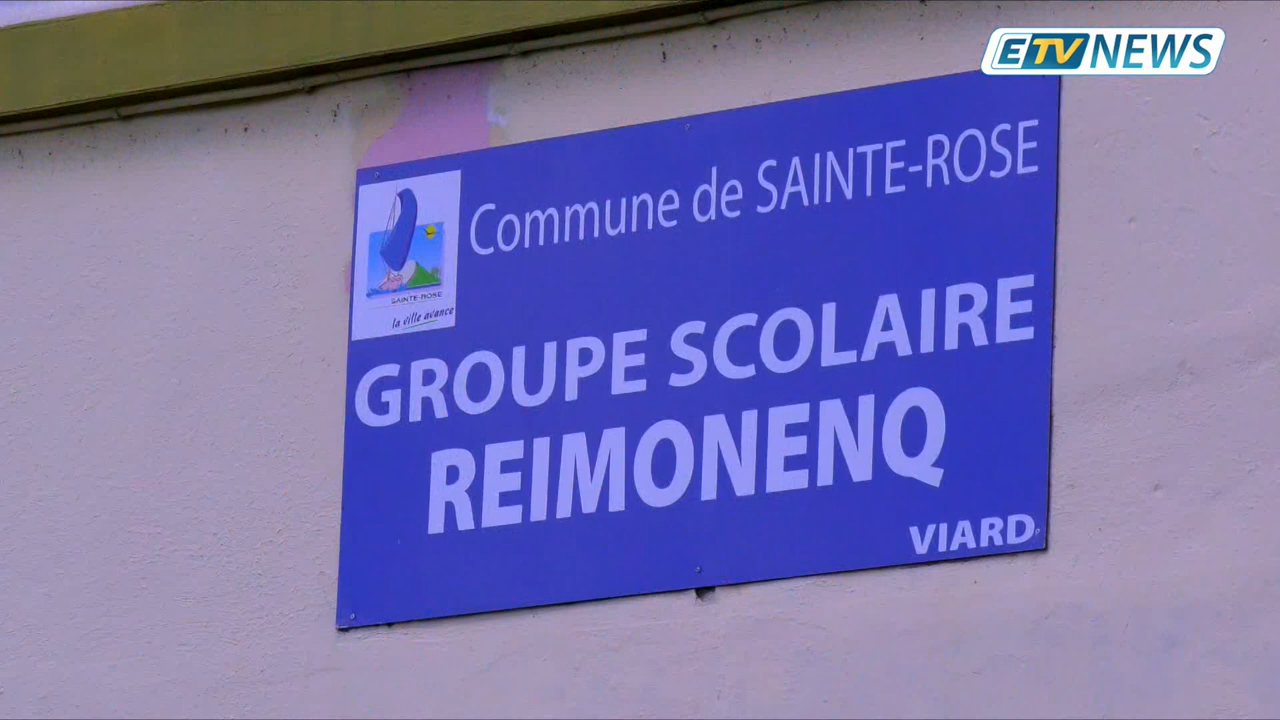 ETV NEWS
Commune de SAINTE-ROSE
SAINTE-ROSE
la ville avance
GROUPE SCOLAIRE
REIMONENQ
VIARD